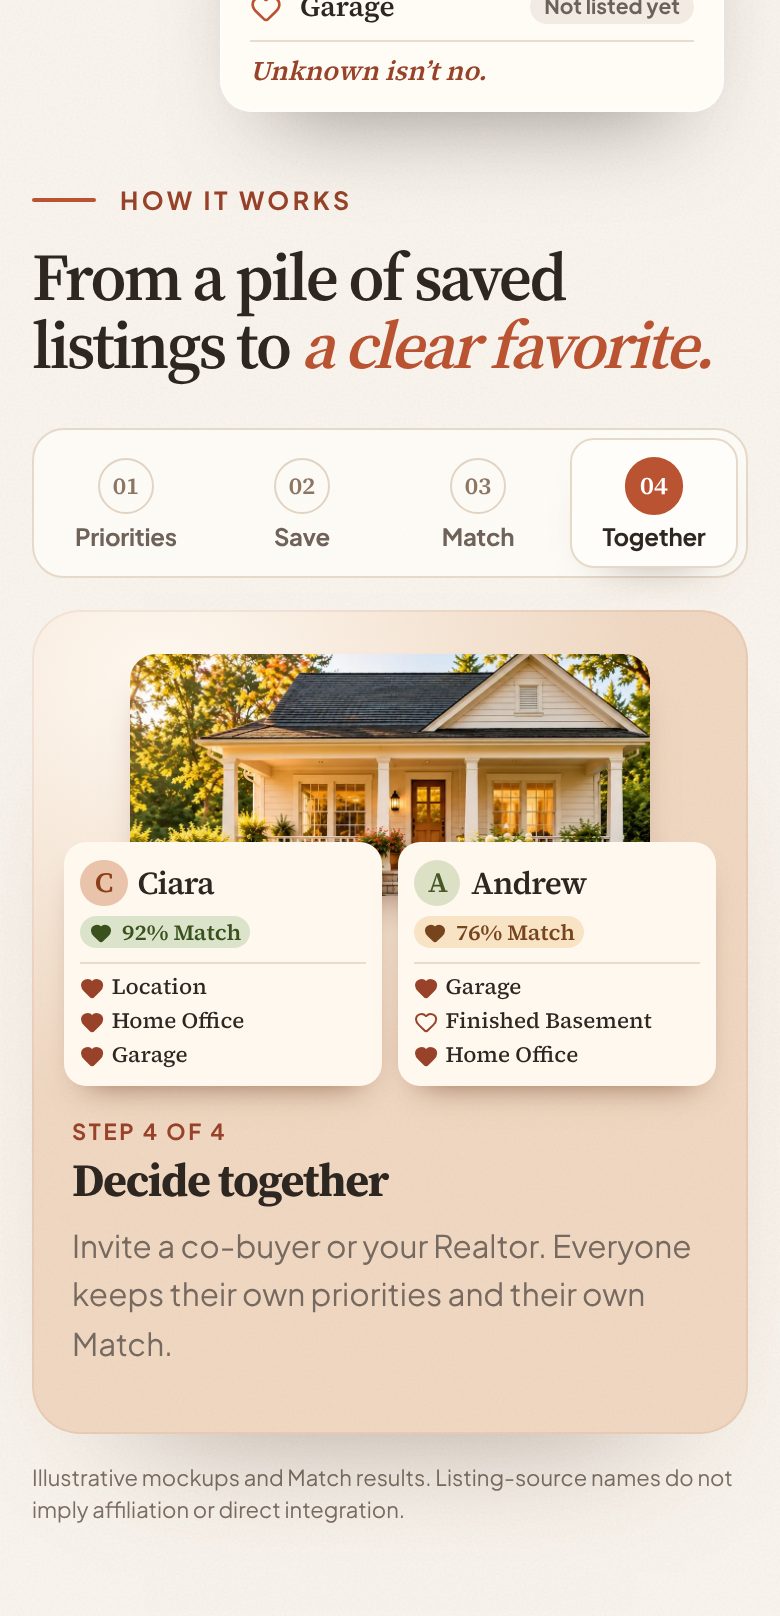 Garage
Not listed yet
Unknown isn’t no.
HOW IT WORKS
From a pile of saved
listings to a clear favorite.
01
Priorities
02
Save
03
Match
04
Together
C Ciara
92% Match
Location
Home Office
Garage
A Andrew
76% Match
Garage
Finished Basement
Home Office
STEP 4 OF 4
Decide together
Invite a co-buyer or your Realtor. Everyone
keeps their own priorities and their own
Match.
Illustrative mockups and Match results. Listing-source names do not
imply affiliation or direct integration.